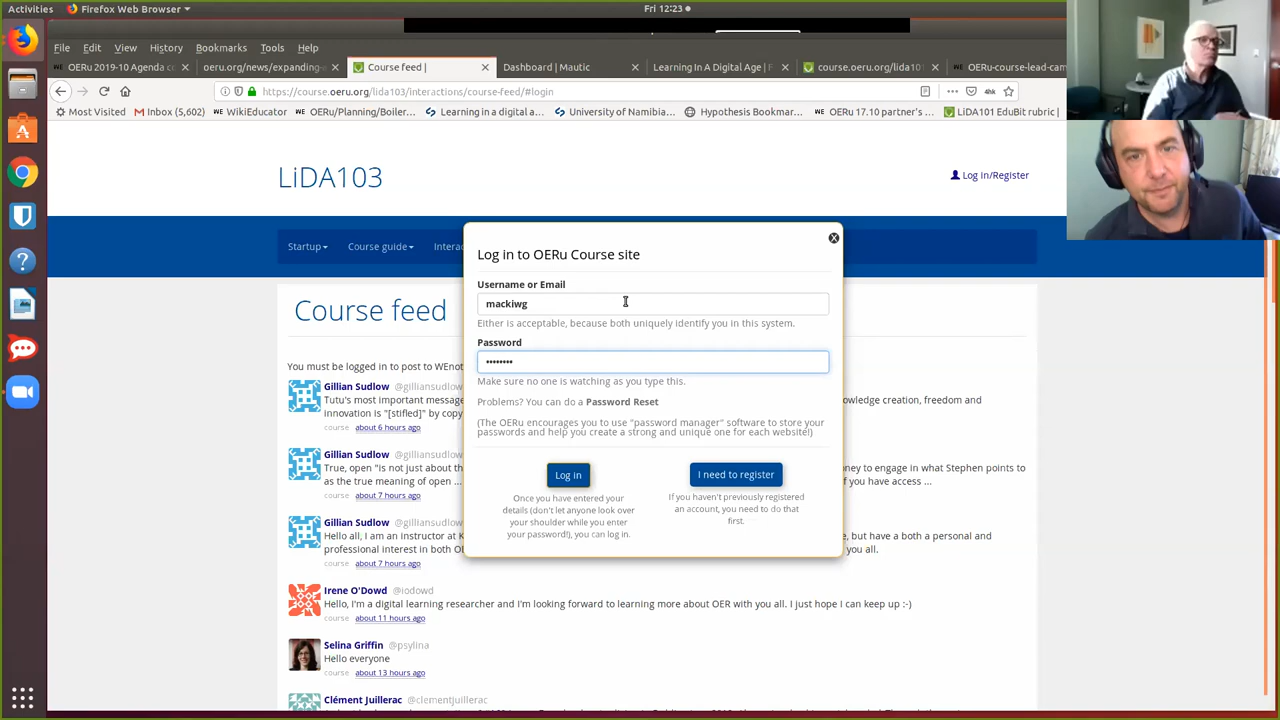 Activities Firefox Web Browser Fri 12:23
File Edit View History Bookmarks Tools Help
OERu 2019-10 Agenda co oeru.org/news/expanding-e Course feed | Dashboard | Mautic Learning In A Digital Age | F course.oeru.org/lida10 OERu-course-lead-cam
https://course.oeru.org/lida103/interactions/course-feed/#login
Most Visited Inbox (5,602) WikiEducator OERu/Planning/Boiler... Learning in a digital a... University of Namibia... Hypothesis Bookmar... OERu 17.10 partner's ... LiDA101 EduBit rubric |
LiDA103
Log In/Register
Startup Course guide Interac
Log in to OERu Course site
Username or Email
mackiwg
Either is acceptable, because both uniquely identify you in this system.
Password
••••••••
Make sure no one is watching as you type this.
Problems? You can do a Password Reset
(The OERu encourages you to use "password manager" software to store your
passwords and help you create a strong and unique one for each website!)
Log in
I need to register
Once you have entered your
details (don't let anyone look over
your shoulder while you enter
your password!), you can log in.
If you haven't previously registered
an account, you need to do that
first.
Course feed
You must be logged in to post to WEnot
Gillian Sudlow @gilliansudlow
Tutu's most important message owledge creation, freedom and
innovation is "[stifled]" by copy
course about 6 hours ago
Gillian Sudlow @gilliansudlow
True, open "is not just about th ney to engage in what Stephen points to
as the true meaning of open ... f you have access ...
course about 7 hours ago
Gillian Sudlow @gilliansudlow
Hello all, I am an instructor at K , but have a both a personal and
professional interest in both OE you all.
course about 7 hours ago
Irene O'Dowd @iodowd
Hello, I'm a digital learning researcher and I'm looking forward to learning more about OER with you all. I just hope I can keep up :-)
course about 11 hours ago
Selina Griffin @psylina
Hello everyone
course about 13 hours ago
Clément Juillerac @clementjuillerac